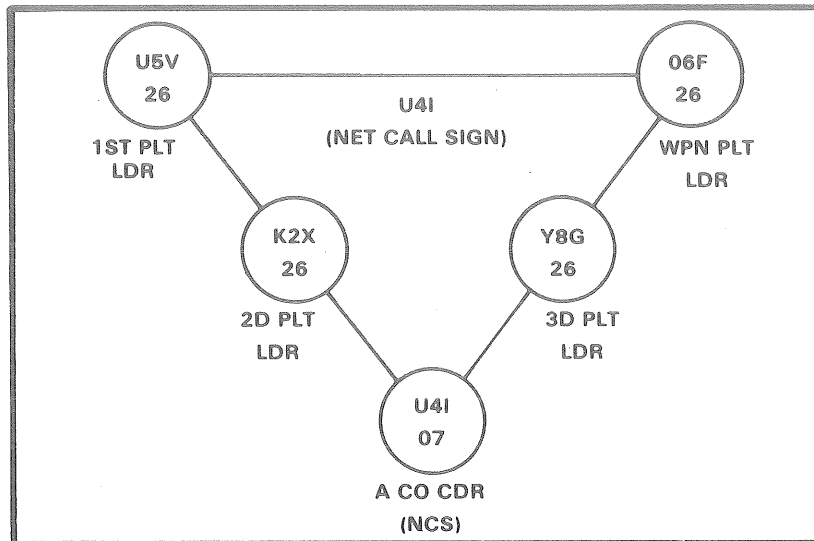 U5V
26
1ST PLT
LDR
06F
26
WPN PLT
LDR
U4I
(NET CALL SIGN)
K2X
26
2D PLT
LDR
Y8G
26
3D PLT
LDR
U4I
07
A CO CDR
(NCS)